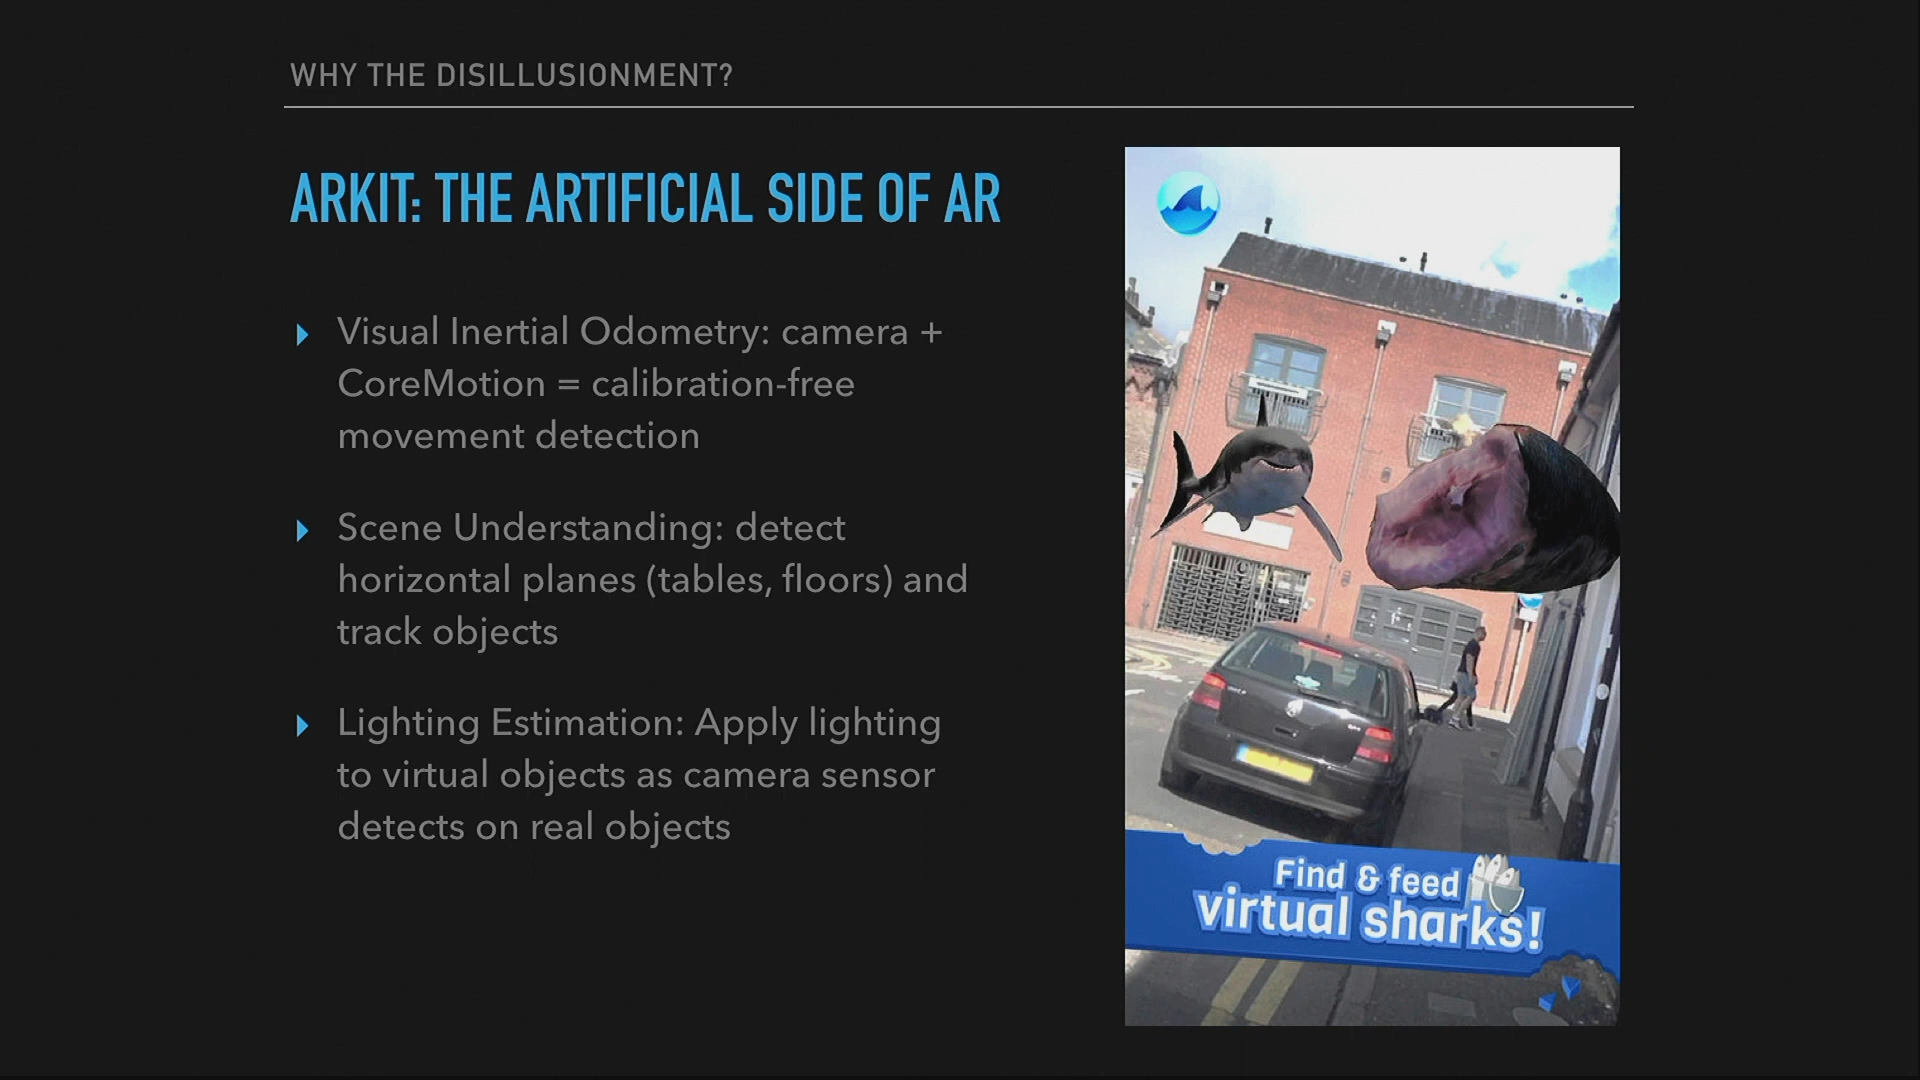 WHY THE DISILLUSIONMENT?
ARKIT: THE ARTIFICIAL SIDE OF AR
Visual Inertial Odometry: camera +
CoreMotion = calibration-free
movement detection
Scene Understanding: detect
horizontal planes (tables, floors) and
track objects
Lighting Estimation: Apply lighting
to virtual objects as camera sensor
detects on real objects
Find & feed
virtual sharks!